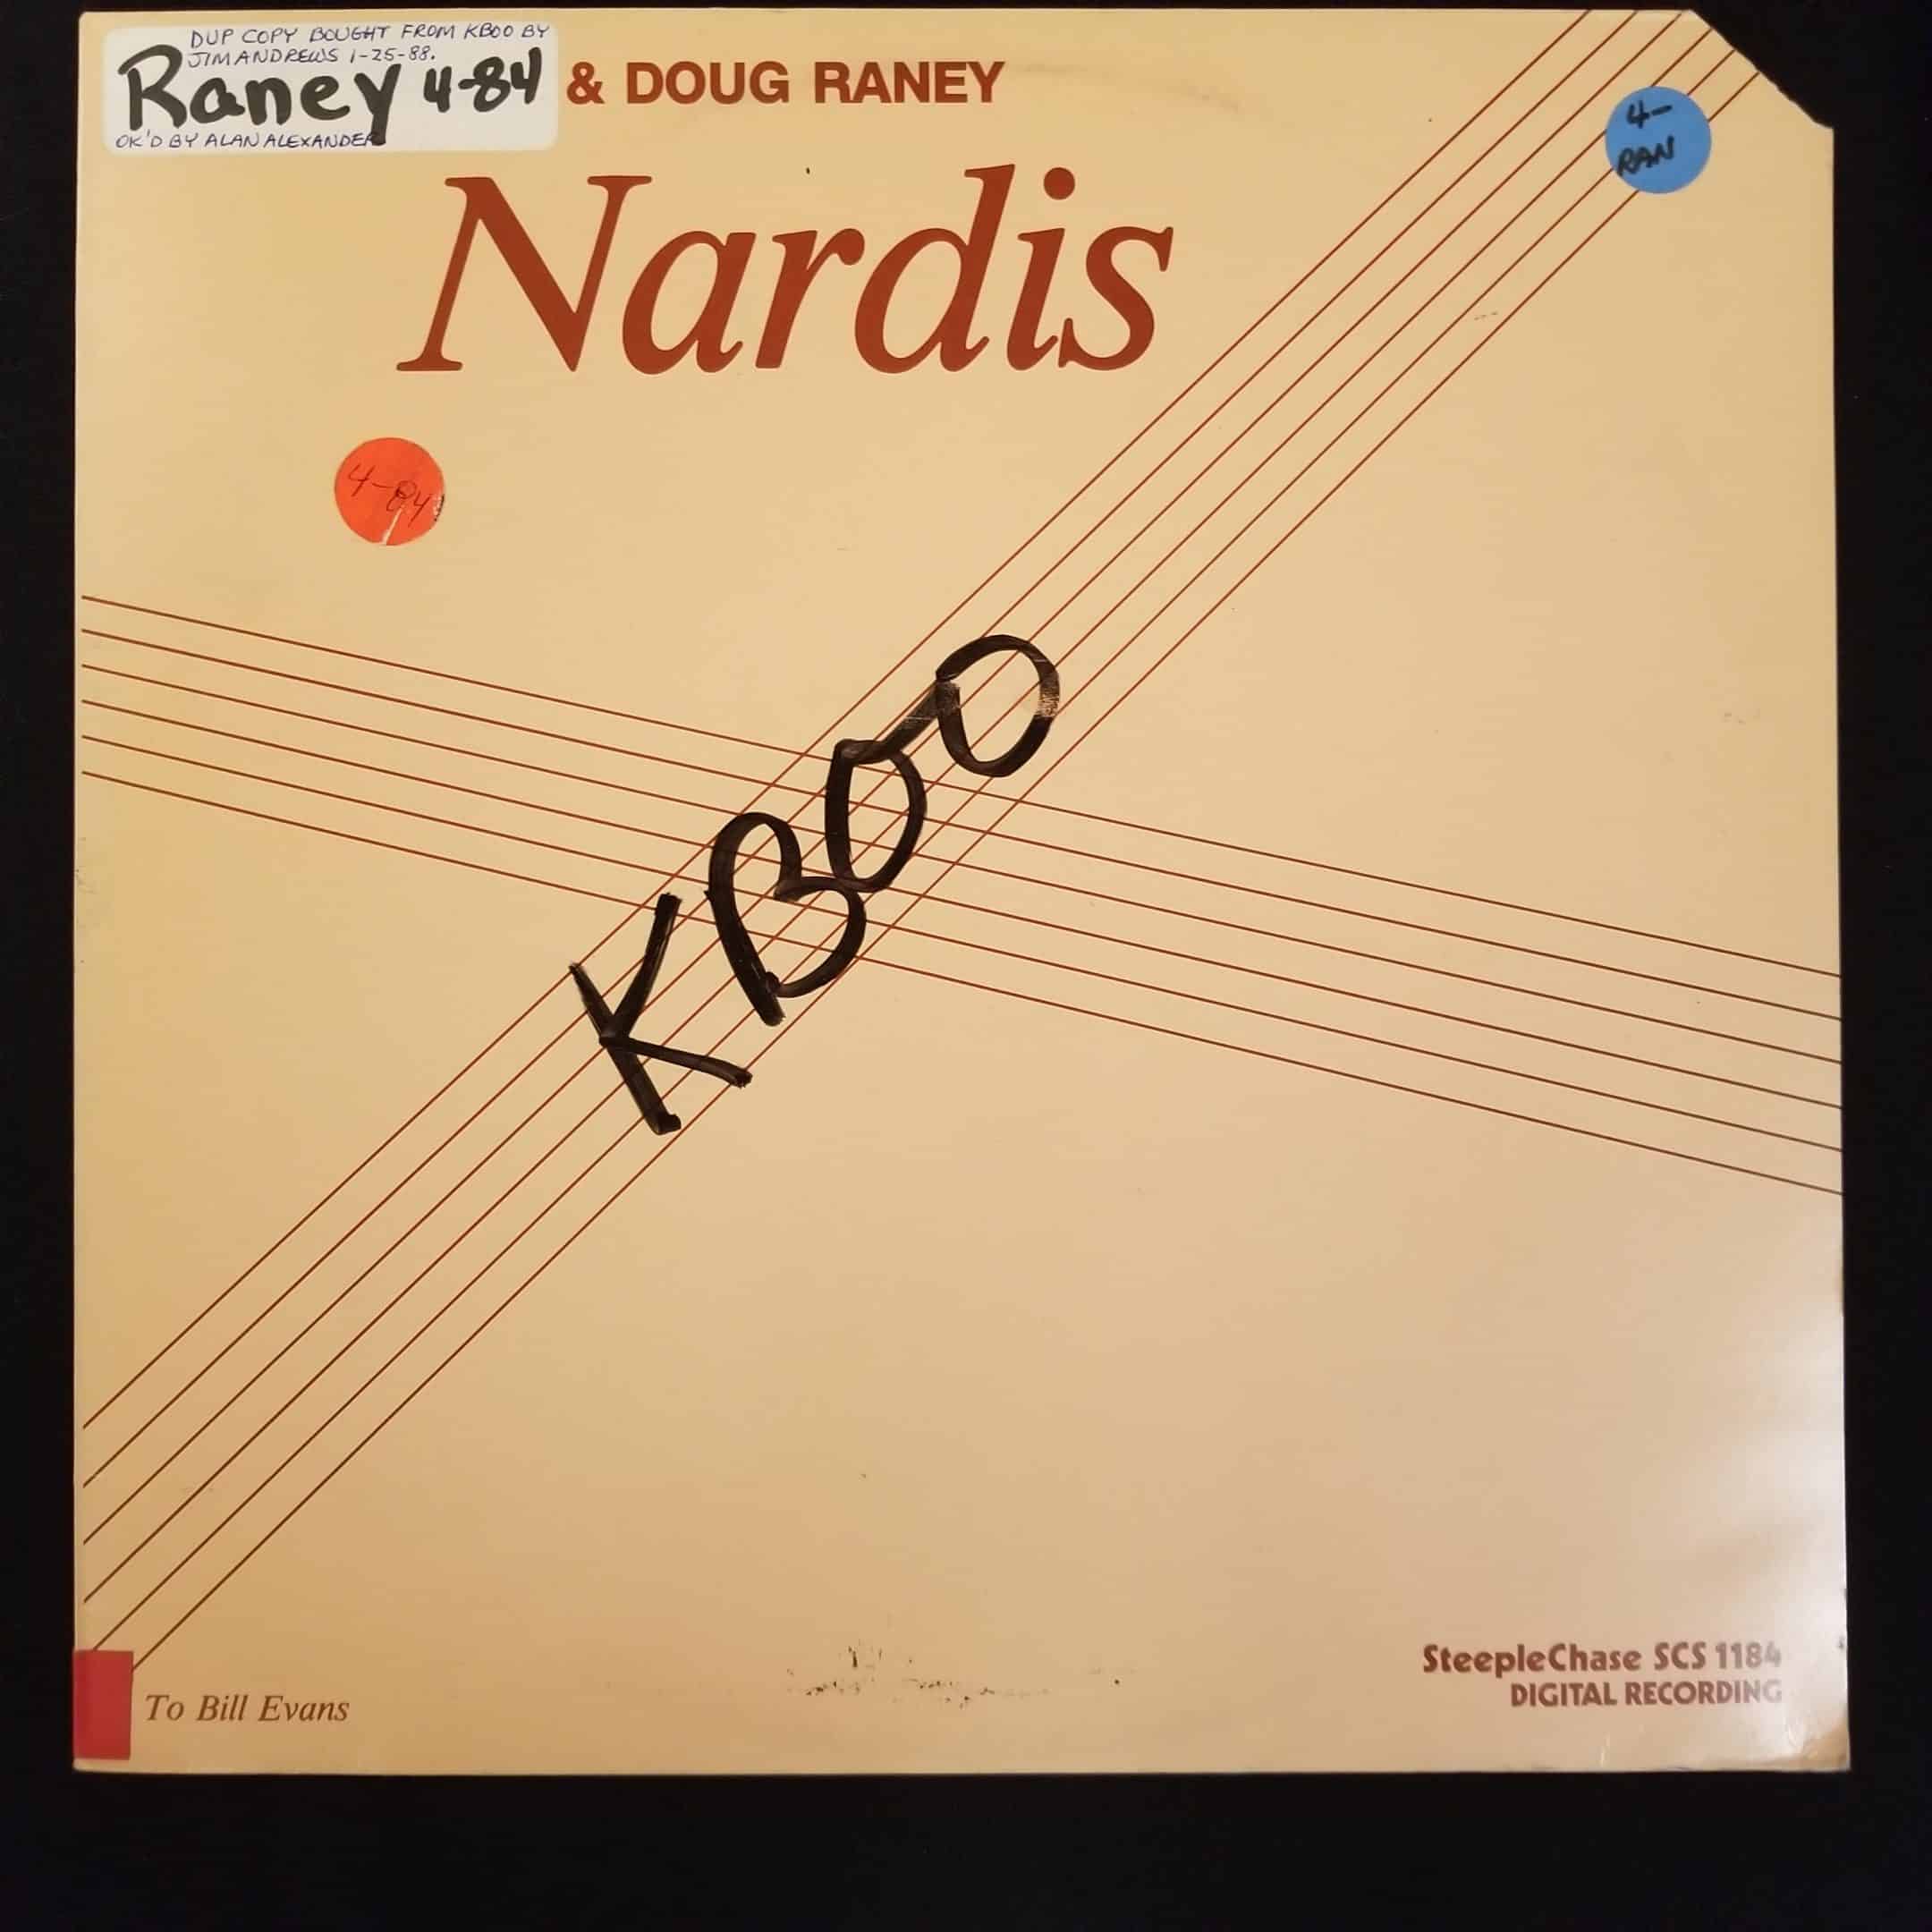 DUP COPY BOUGHT FROM KBOO BY
JIM ANDREWS 1-25-88.
Raney 4-84
OK'D BY ALAN ALEXANDER
& DOUG RANEY
4-
RAN
Nardis
4-84
KBOO
To Bill Evans
SteepleChase SCS 1184
DIGITAL RECORDING